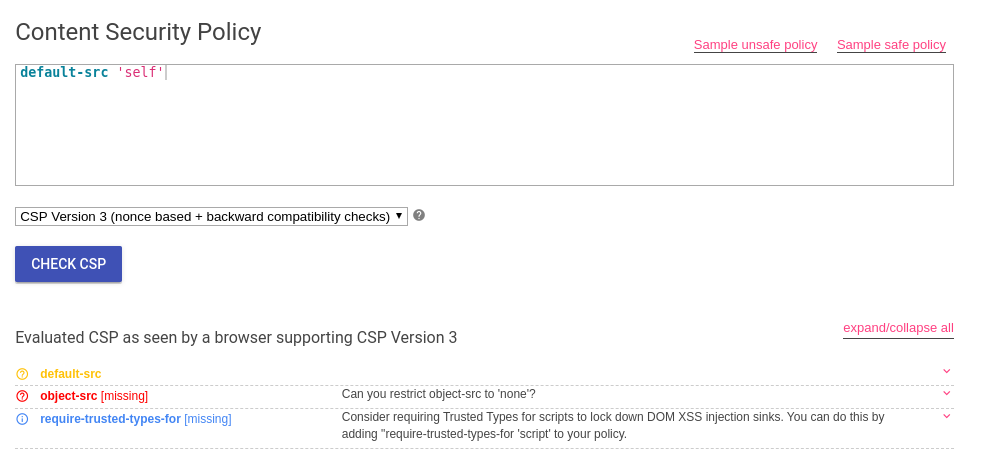 Content Security Policy
Sample unsafe policy Sample safe policy
default-src 'self'
CSP Version 3 (nonce based + backward compatibility checks)
CHECK CSP
Evaluated CSP as seen by a browser supporting CSP Version 3
expand/collapse all
default-src
object-src [missing] Can you restrict object-src to 'none'?
require-trusted-types-for [missing] Consider requiring Trusted Types for scripts to lock down DOM XSS injection sinks. You can do this by
adding "require-trusted-types-for 'script' to your policy.